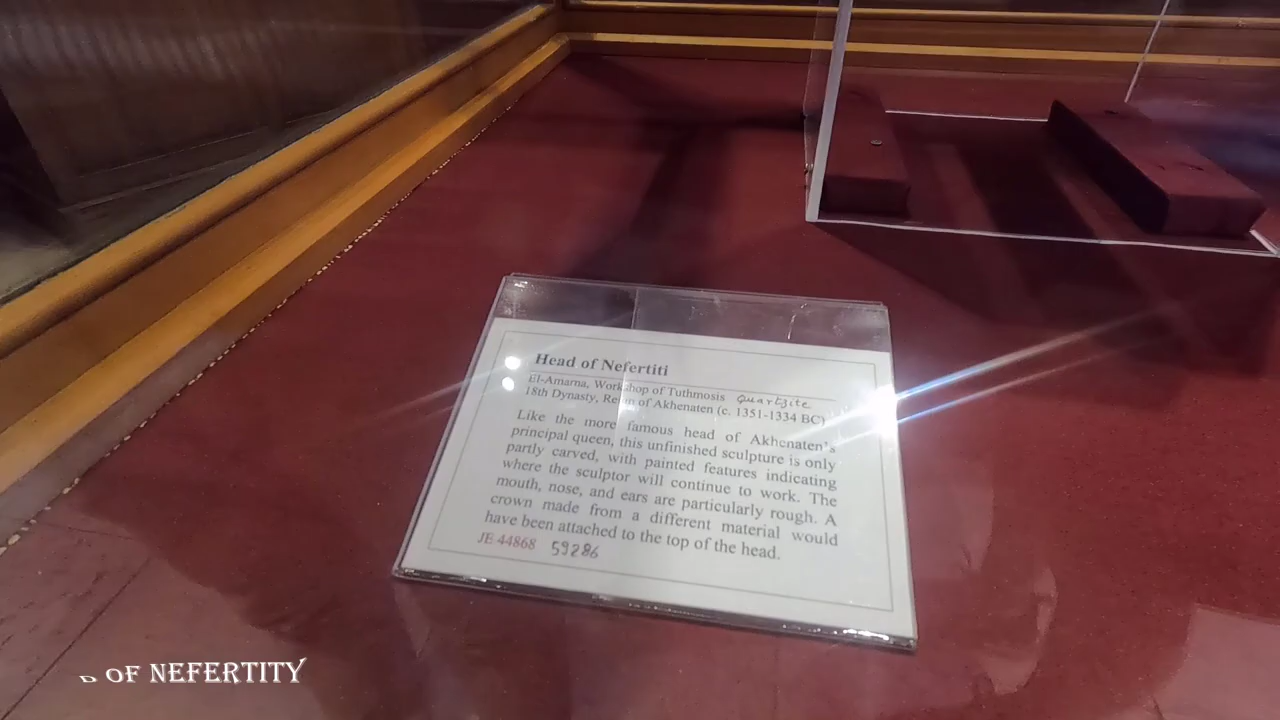 Head of Nefertiti
El-Amarna, Workshop of Tuthmosis Quartzite
18th Dynasty, Reign of Akhenaten (c. 1351-1334 BC)
Like the more famous head of Akhenaten's
principal queen, this unfinished sculpture is only
partly carved, with painted features indicating
where the sculptor will continue to work. The
mouth, nose, and ears are particularly rough. A
crown made from a different material would
have been attached to the top of the head.
JE 44868 59286
D OF NEFERTITY